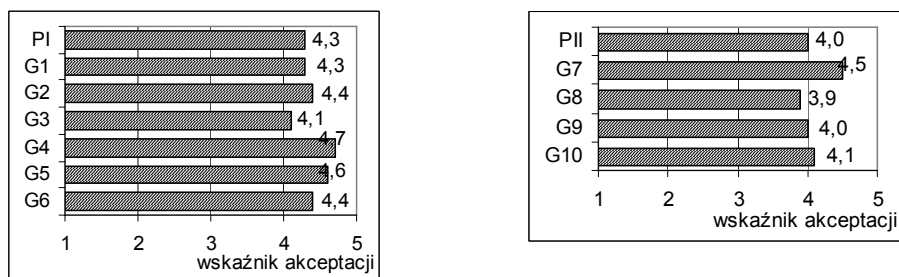 PI 4,3
G1 4,3
G2 4,4
G3 4,1
G4 4,7
G5 4,6
G6 4,4
1 2 3 4 5
wskaźnik akceptacji
PII 4,0
G7 4,5
G8 3,9
G9 4,0
G10 4,1
1 2 3 4 5
wskaźnik akceptacji